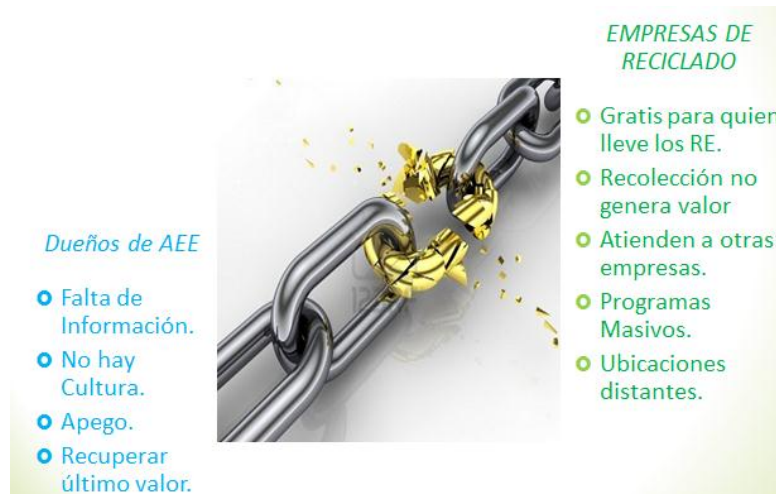 EMPRESAS DE
RECICLADO
Gratis para quien
lleve los RE.
Recolección no
genera valor
Atienden a otras
empresas.
Programas
Masivos.
Ubicaciones
distantes.
Dueños de AEE
Falta de
Información.
No hay
Cultura.
Apego.
Recuperar
último valor.